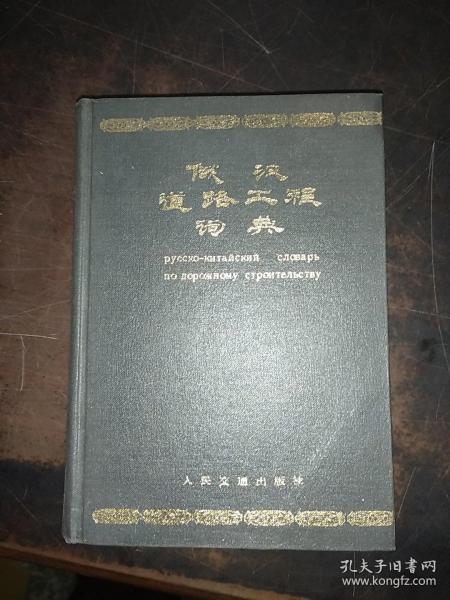 俄汉
道路工程
词典
русско-китайский словарь
по дорожному строительству
人民交通出版社
孔夫子旧书网
www.kongfz.com